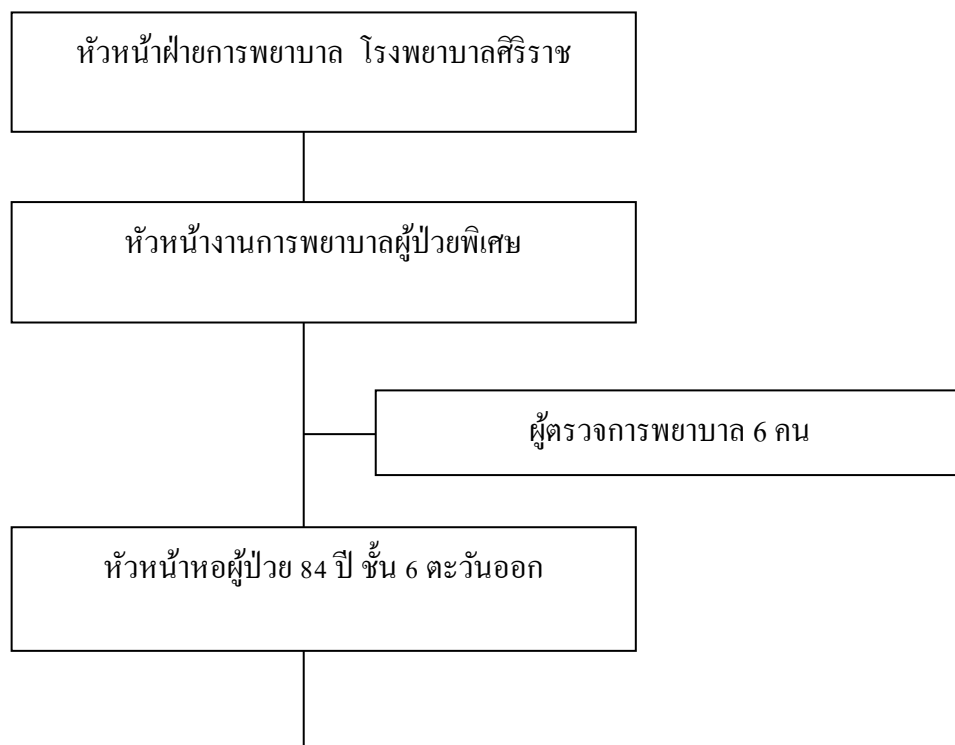 หัวหน้าฝ่ายการพยาบาล โรงพยาบาลศิริราช
หัวหน้างานการพยาบาลผู้ป่วยพิเศษ
ผู้ตรวจการพยาบาล 6 คน
หัวหน้าหอผู้ป่วย 84 ปี ชั้น 6 ตะวันออก